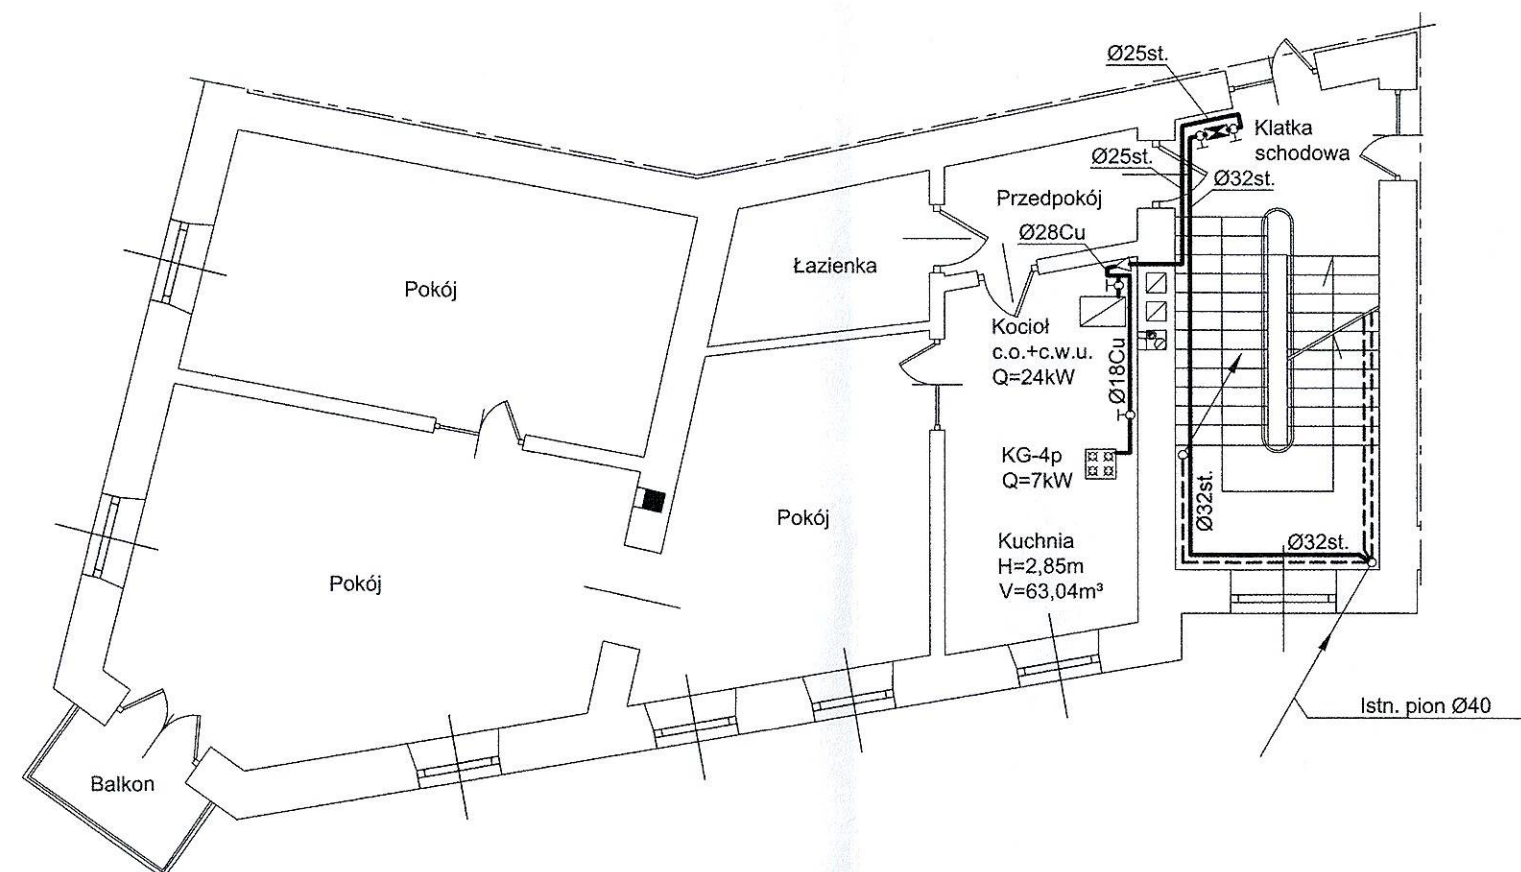 Ø25st.
Klatka
schodowa
Ø25st.
Ø32st.
Przedpokój
Ø28Cu
Łazienka
Pokój
Kocioł
c.o.+c.w.u.
Q=24kW
Ø18Cu
KG-4p
Q=7kW
Pokój
Ø32st.
Kuchnia
H=2,85m
V=63,04m³
Ø32st.
Pokój
Istn. pion Ø40
Balkon